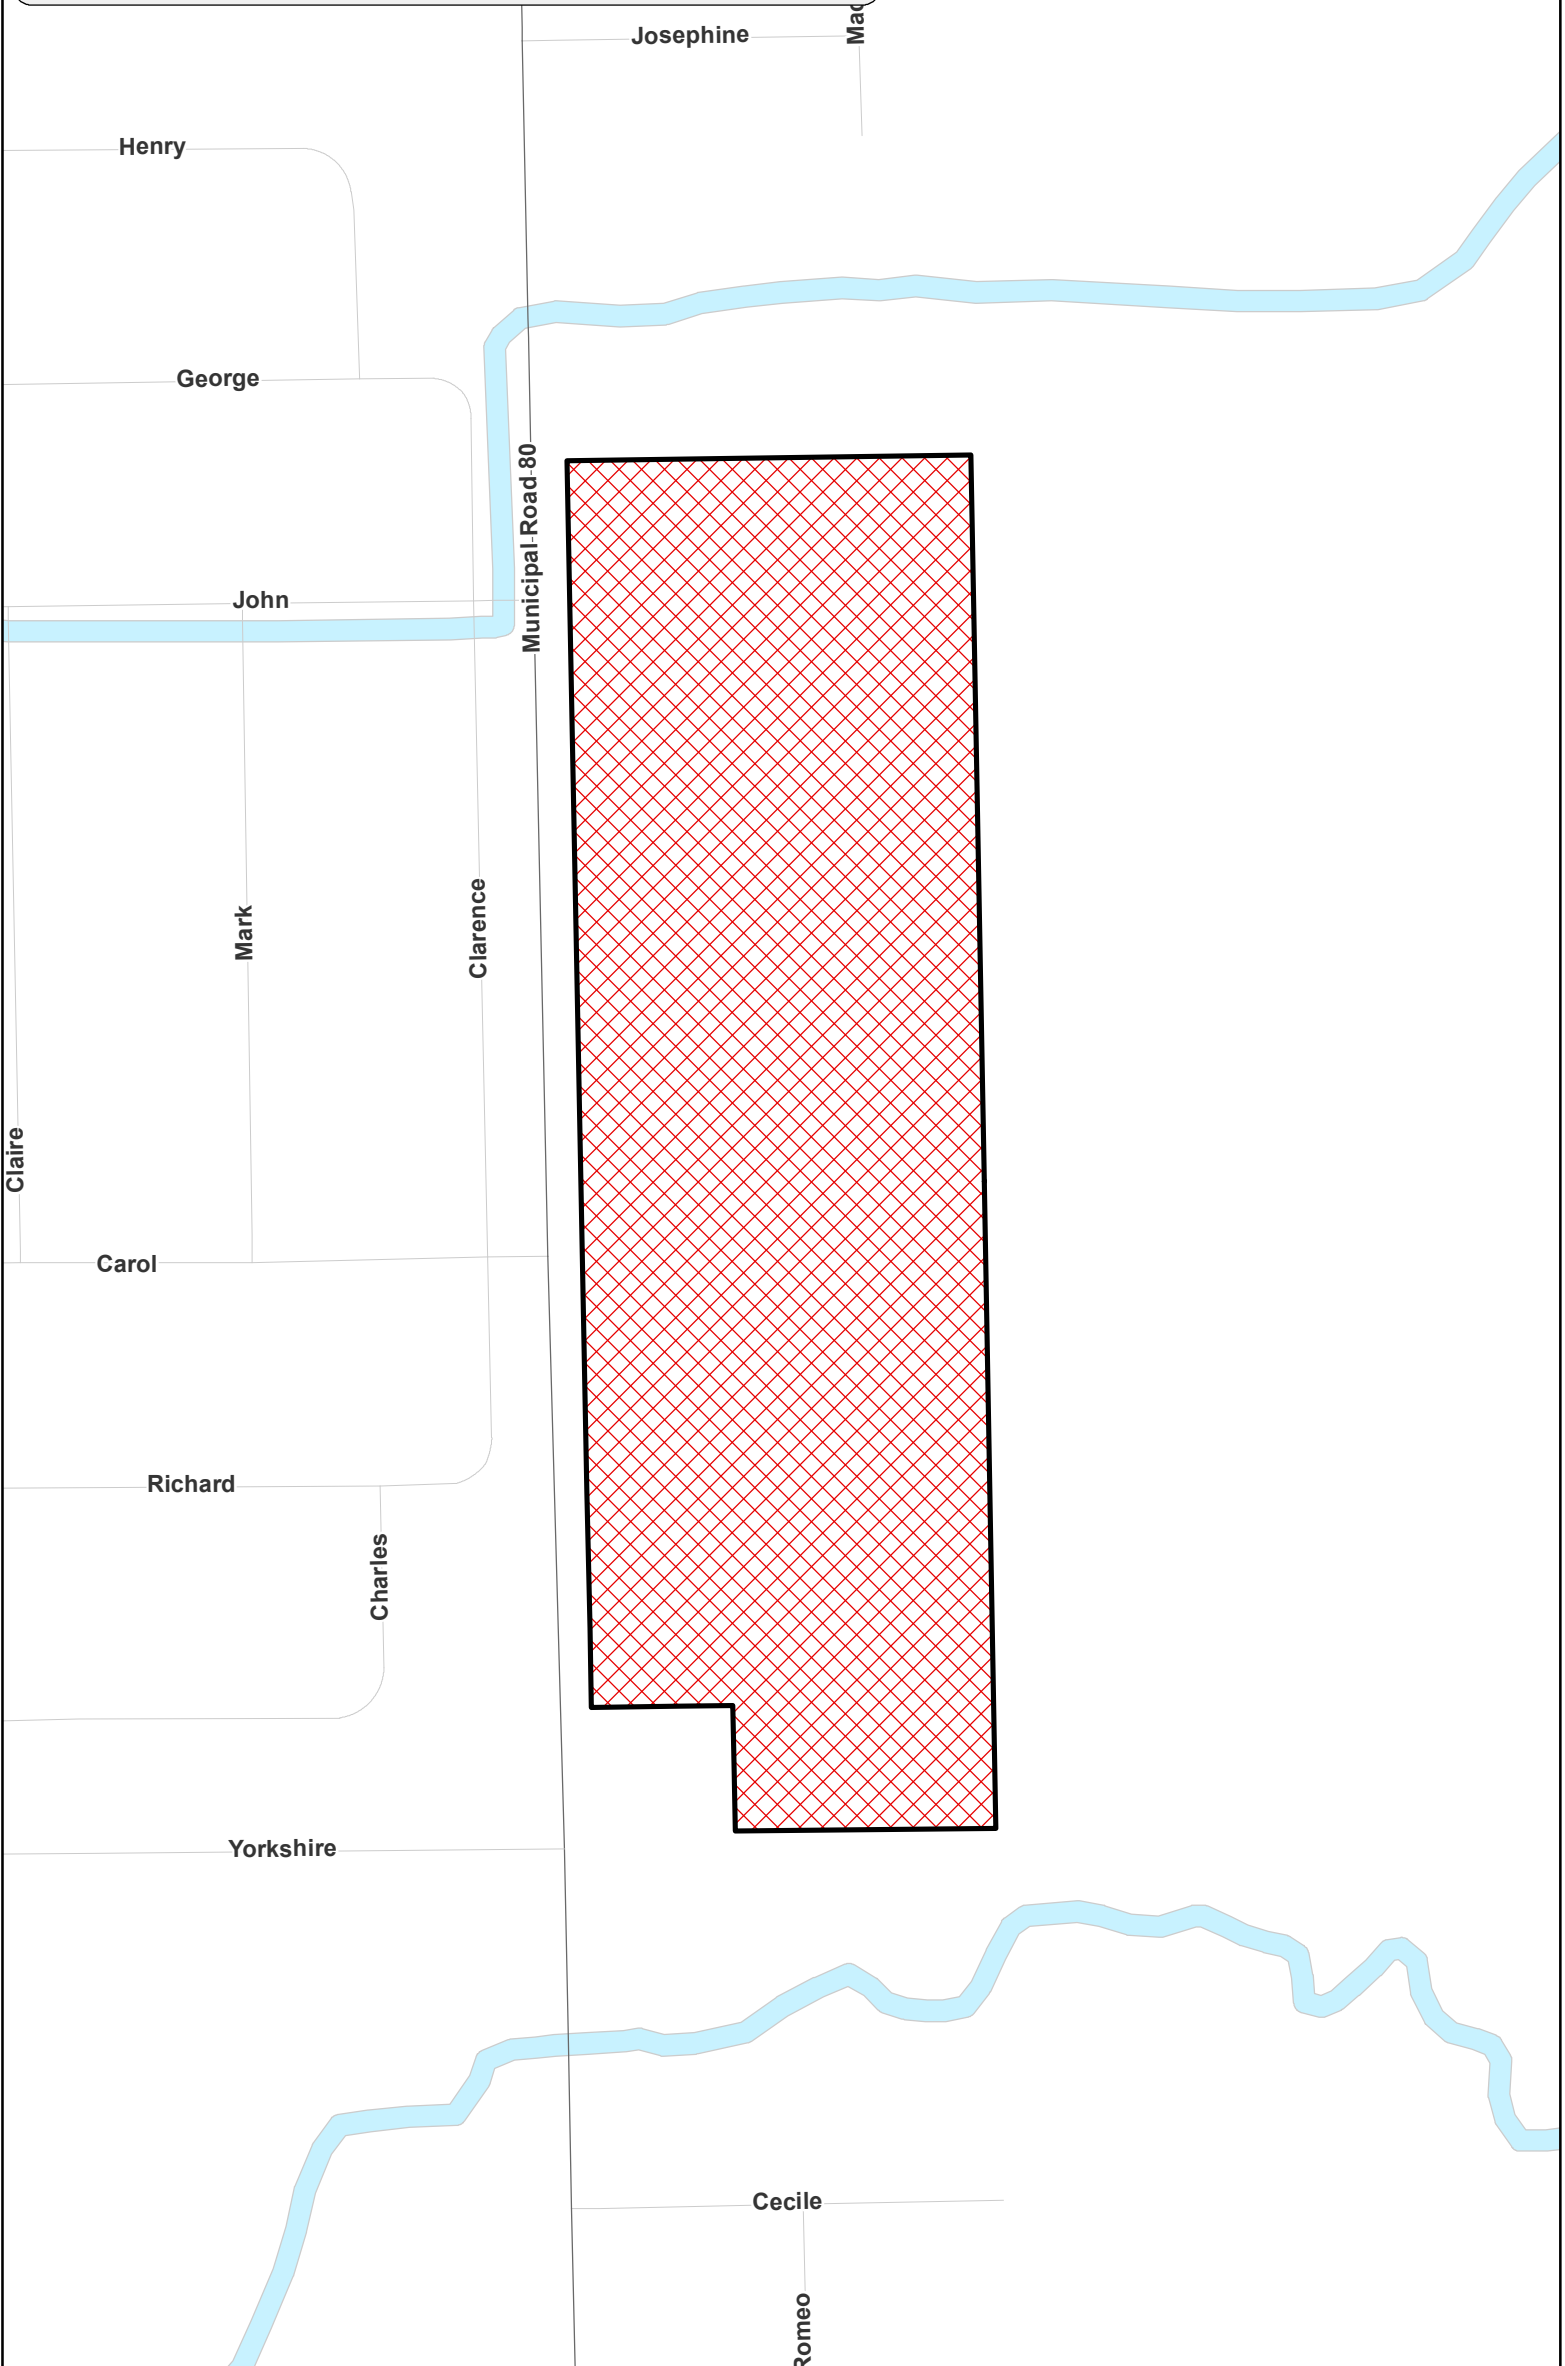 Josephine
Henry
George
Municipal Road 80
John
Mark
Clarence
Claire
Carol
Richard
Charles
Yorkshire
Cecile
Romeo